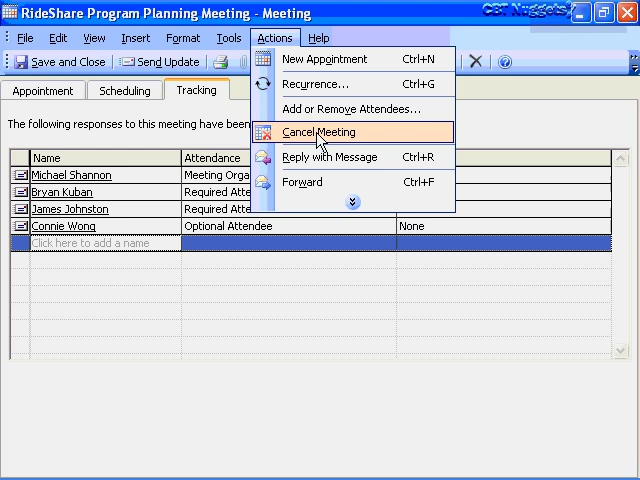 RideShare Program Planning Meeting - Meeting
CBT Nuggets
File Edit View Insert Format Tools Actions Help
Save and Close Send Update
New Appointment Ctrl+N
Recurrence... Ctrl+G
Add or Remove Attendees...
Cancel Meeting
Reply with Message Ctrl+R
Forward Ctrl+F
Appointment Scheduling Tracking
The following responses to this meeting have been
Name Attendance
Michael Shannon Meeting Orga
Bryan Kuban Required Atte
James Johnston Required Atte
Connie Wong Optional Attendee None
Click here to add a name